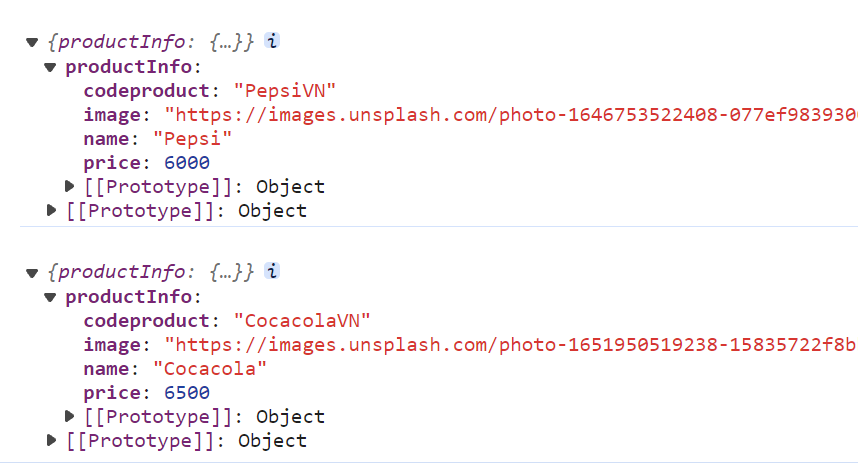 {productInfo: {…}} i
productInfo:
codeproduct: "PepsiVN"
image: "https://images.unsplash.com/photo-1646753522408-077ef983930
name: "Pepsi"
price: 6000
[[Prototype]]: Object
[[Prototype]]: Object
{productInfo: {…}} i
productInfo:
codeproduct: "CocacolaVN"
image: "https://images.unsplash.com/photo-1651950519238-15835722f8b
name: "Cocacola"
price: 6500
[[Prototype]]: Object
[[Prototype]]: Object